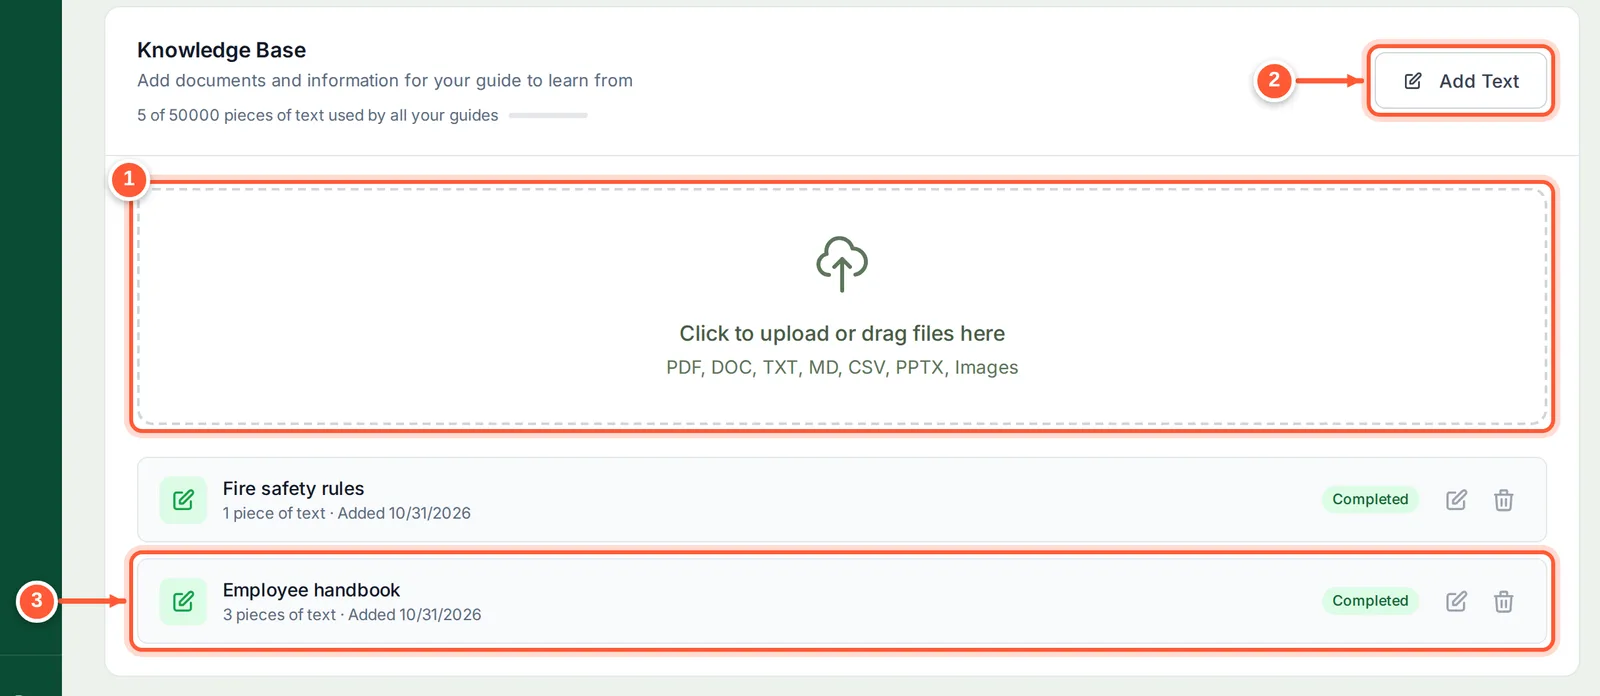 Knowledge Base
Add documents and information for your guide to learn from
5 of 50000 pieces of text used by all your guides
2
Add Text
1
Click to upload or drag files here
PDF, DOC, TXT, MD, CSV, PPTX, Images
Fire safety rules
1 piece of text · Added 10/31/2026
Completed
3
Employee handbook
3 pieces of text · Added 10/31/2026
Completed